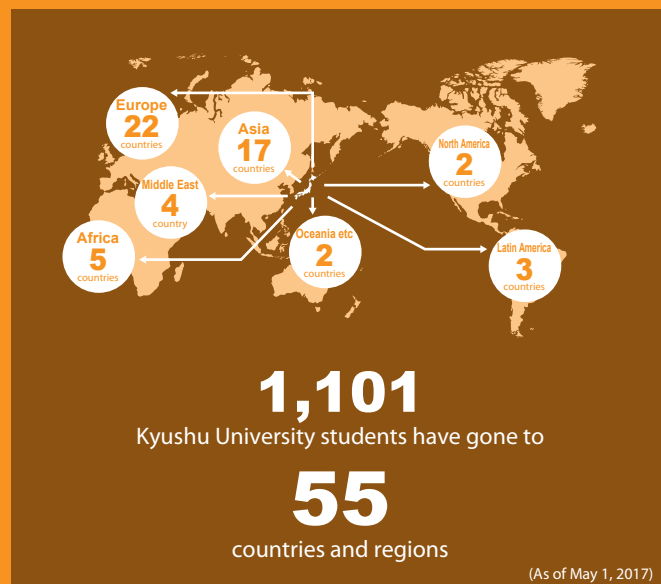 Europe
22
countries
Asia
17
countries
North America
2
countries
Middle East
4
country
Africa
5
countries
Oceania etc
2
countries
Latin America
3
countries
1,101
Kyushu University students have gone to
55
countries and regions
(As of May 1, 2017)